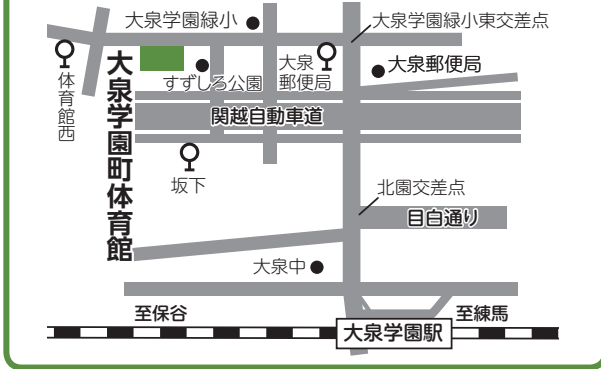 大泉学園緑小
大泉学園緑小東交差点
体育館西
大泉学園町体育館
すずしろ公園
大泉
郵便局
大泉郵便局
関越自動車道
坂下
北園交差点
目白通り
大泉中
至保谷
至練馬
大泉学園駅